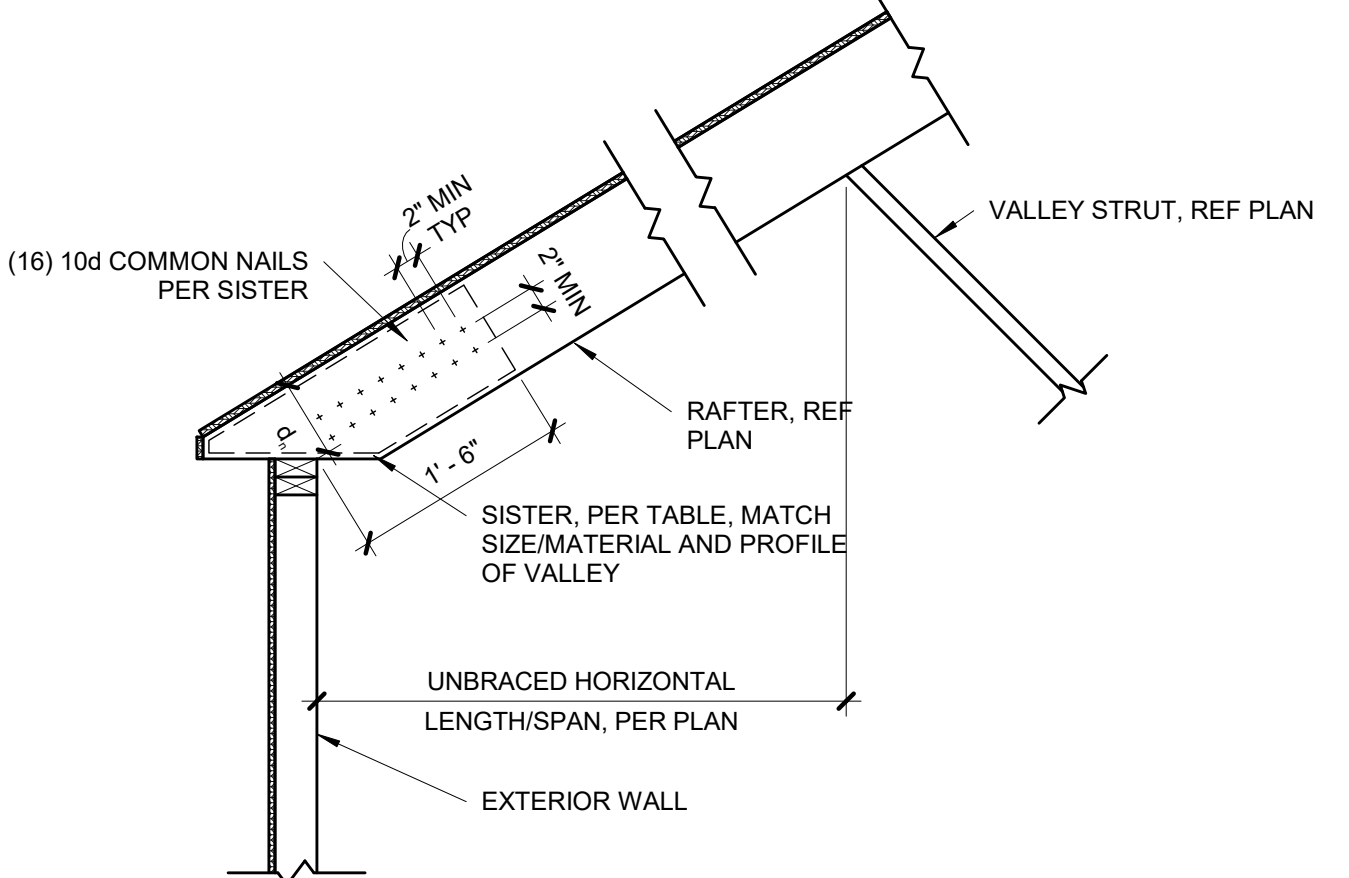 2" MIN
TYP
VALLEY STRUT, REF PLAN
(16) 10d COMMON NAILS
PER SISTER
2" MIN
RAFTER, REF
PLAN
"d"
1' - 6"
SISTER, PER TABLE, MATCH
SIZE/MATERIAL AND PROFILE
OF VALLEY
UNBRACED HORIZONTAL
LENGTH/SPAN, PER PLAN
EXTERIOR WALL